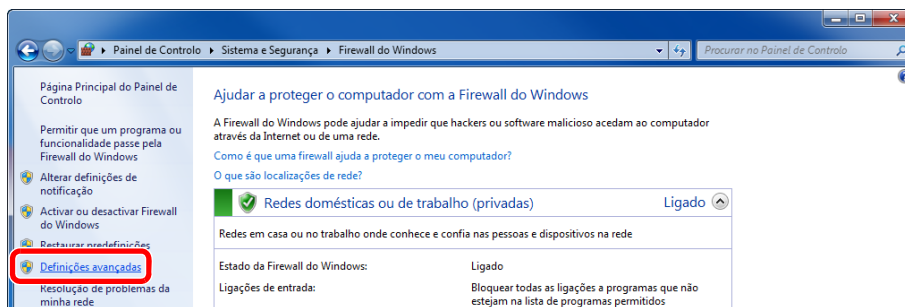 Painel de Controlo ▸ Sistema e Segurança ▸ Firewall do Windows
Procurar no Painel de Controlo
Página Principal do Painel de
Controlo
Permitir que um programa ou
funcionalidade passe pela
Firewall do Windows
Alterar definições de
notificação
Activar ou desactivar Firewall
do Windows
Restaurar predefinições
Definições avançadas
Resolução de problemas da
minha rede
Ajudar a proteger o computador com a Firewall do Windows
A Firewall do Windows pode ajudar a impedir que hackers ou software malicioso acedam ao computador
através da Internet ou de uma rede.
Como é que uma firewall ajuda a proteger o meu computador?
O que são localizações de rede?
Redes domésticas ou de trabalho (privadas) Ligado
Redes em casa ou no trabalho onde conhece e confia nas pessoas e dispositivos na rede
Estado da Firewall do Windows: Ligado
Ligações de entrada: Bloquear todas as ligações a programas que não
estejam na lista de programas permitidos